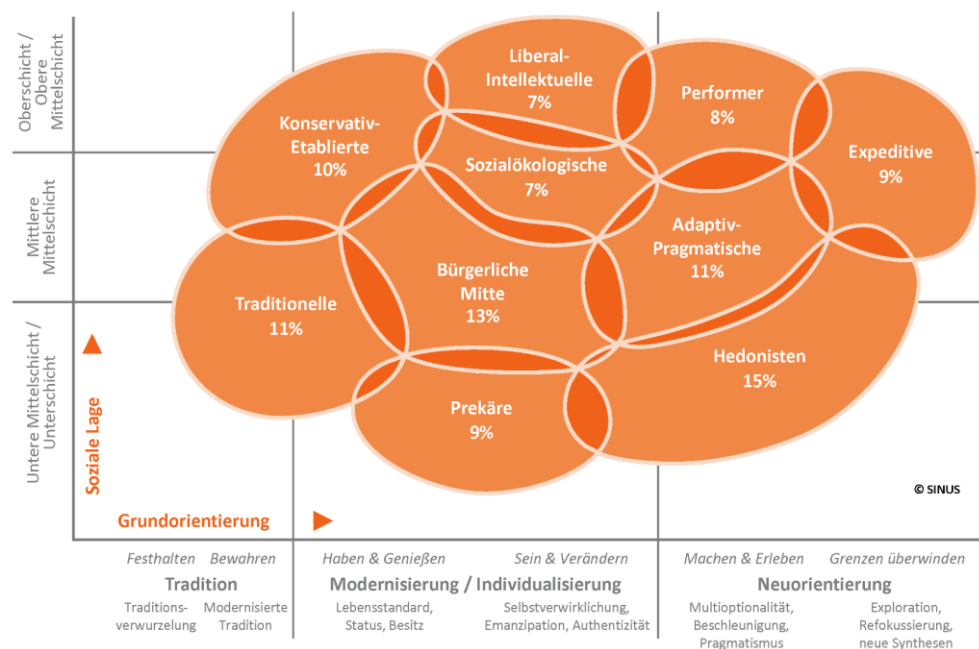 Oberschicht /
Obere
Mittelschicht
Mittlere
Mittelschicht
Untere Mittelschicht /
Unterschicht
Soziale Lage
Liberal-
Intellektuelle
7%
Performer
8%
Konservativ-
Etablierte
10%
Expeditive
9%
Sozialökologische
7%
Adaptiv-
Pragmatische
11%
Bürgerliche
Mitte
13%
Traditionelle
11%
Hedonisten
15%
Prekäre
9%
© SINUS
Grundorientierung
Festhalten
Bewahren
Tradition
Traditions-
verwurzelung
Modernisierte
Tradition
Haben & Genießen
Sein & Verändern
Modernisierung / Individualisierung
Lebensstandard,
Status, Besitz
Selbstverwirklichung,
Emanzipation, Authentizität
Machen & Erleben
Grenzen überwinden
Neuorientierung
Multioptionalität,
Beschleunigung,
Pragmatismus
Exploration,
Refokussierung,
neue Synthesen